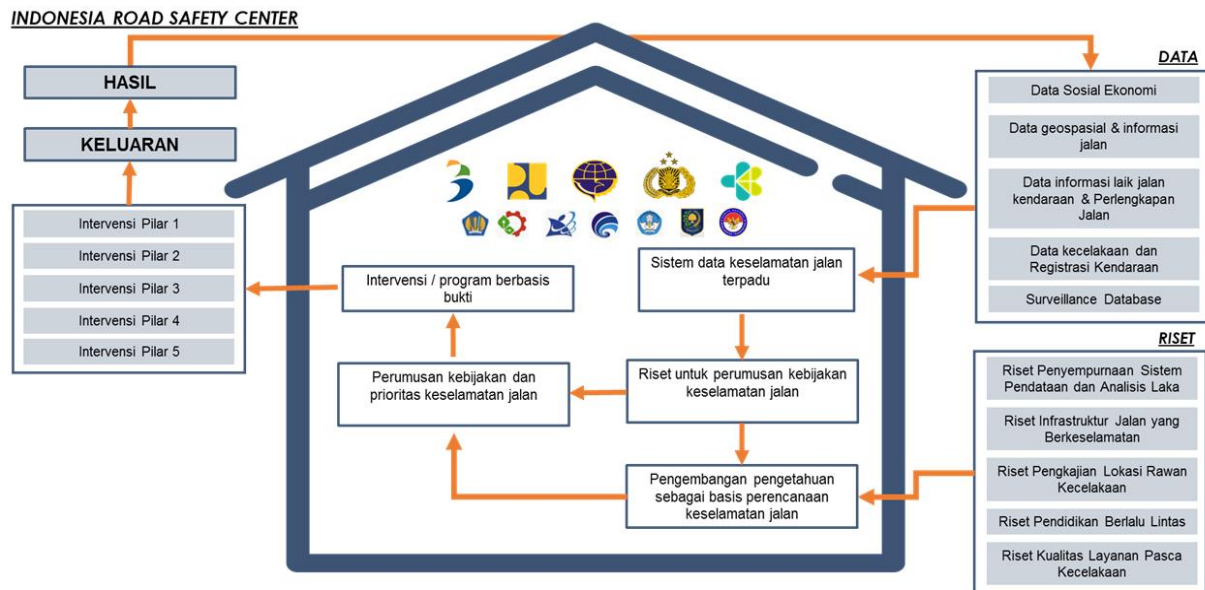 INDONESIA ROAD SAFETY CENTER
HASIL
KELUARAN
Intervensi Pilar 1
Intervensi Pilar 2
Intervensi Pilar 3
Intervensi Pilar 4
Intervensi Pilar 5
Intervensi / program berbasis
bukti
Perumusan kebijakan dan
prioritas keselamatan jalan
Sistem data keselamatan jalan
terpadu
Riset untuk perumusan kebijakan
keselamatan jalan
Pengembangan pengetahuan
sebagai basis perencanaan
keselamatan jalan
DATA
Data Sosial Ekonomi
Data geospasial & informasi
jalan
Data informasi laik jalan
kendaraan & Perlengkapan
Jalan
Data kecelakaan dan
Registrasi Kendaraan
Surveillance Database
RISET
Riset Penyempurnaan Sistem
Pendataan dan Analisis Laka
Riset Infrastruktur Jalan yang
Berkeselamatan
Riset Pengkajian Lokasi Rawan
Kecelakaan
Riset Pendidikan Berlalu Lintas
Riset Kualitas Layanan Pasca
Kecelakaan